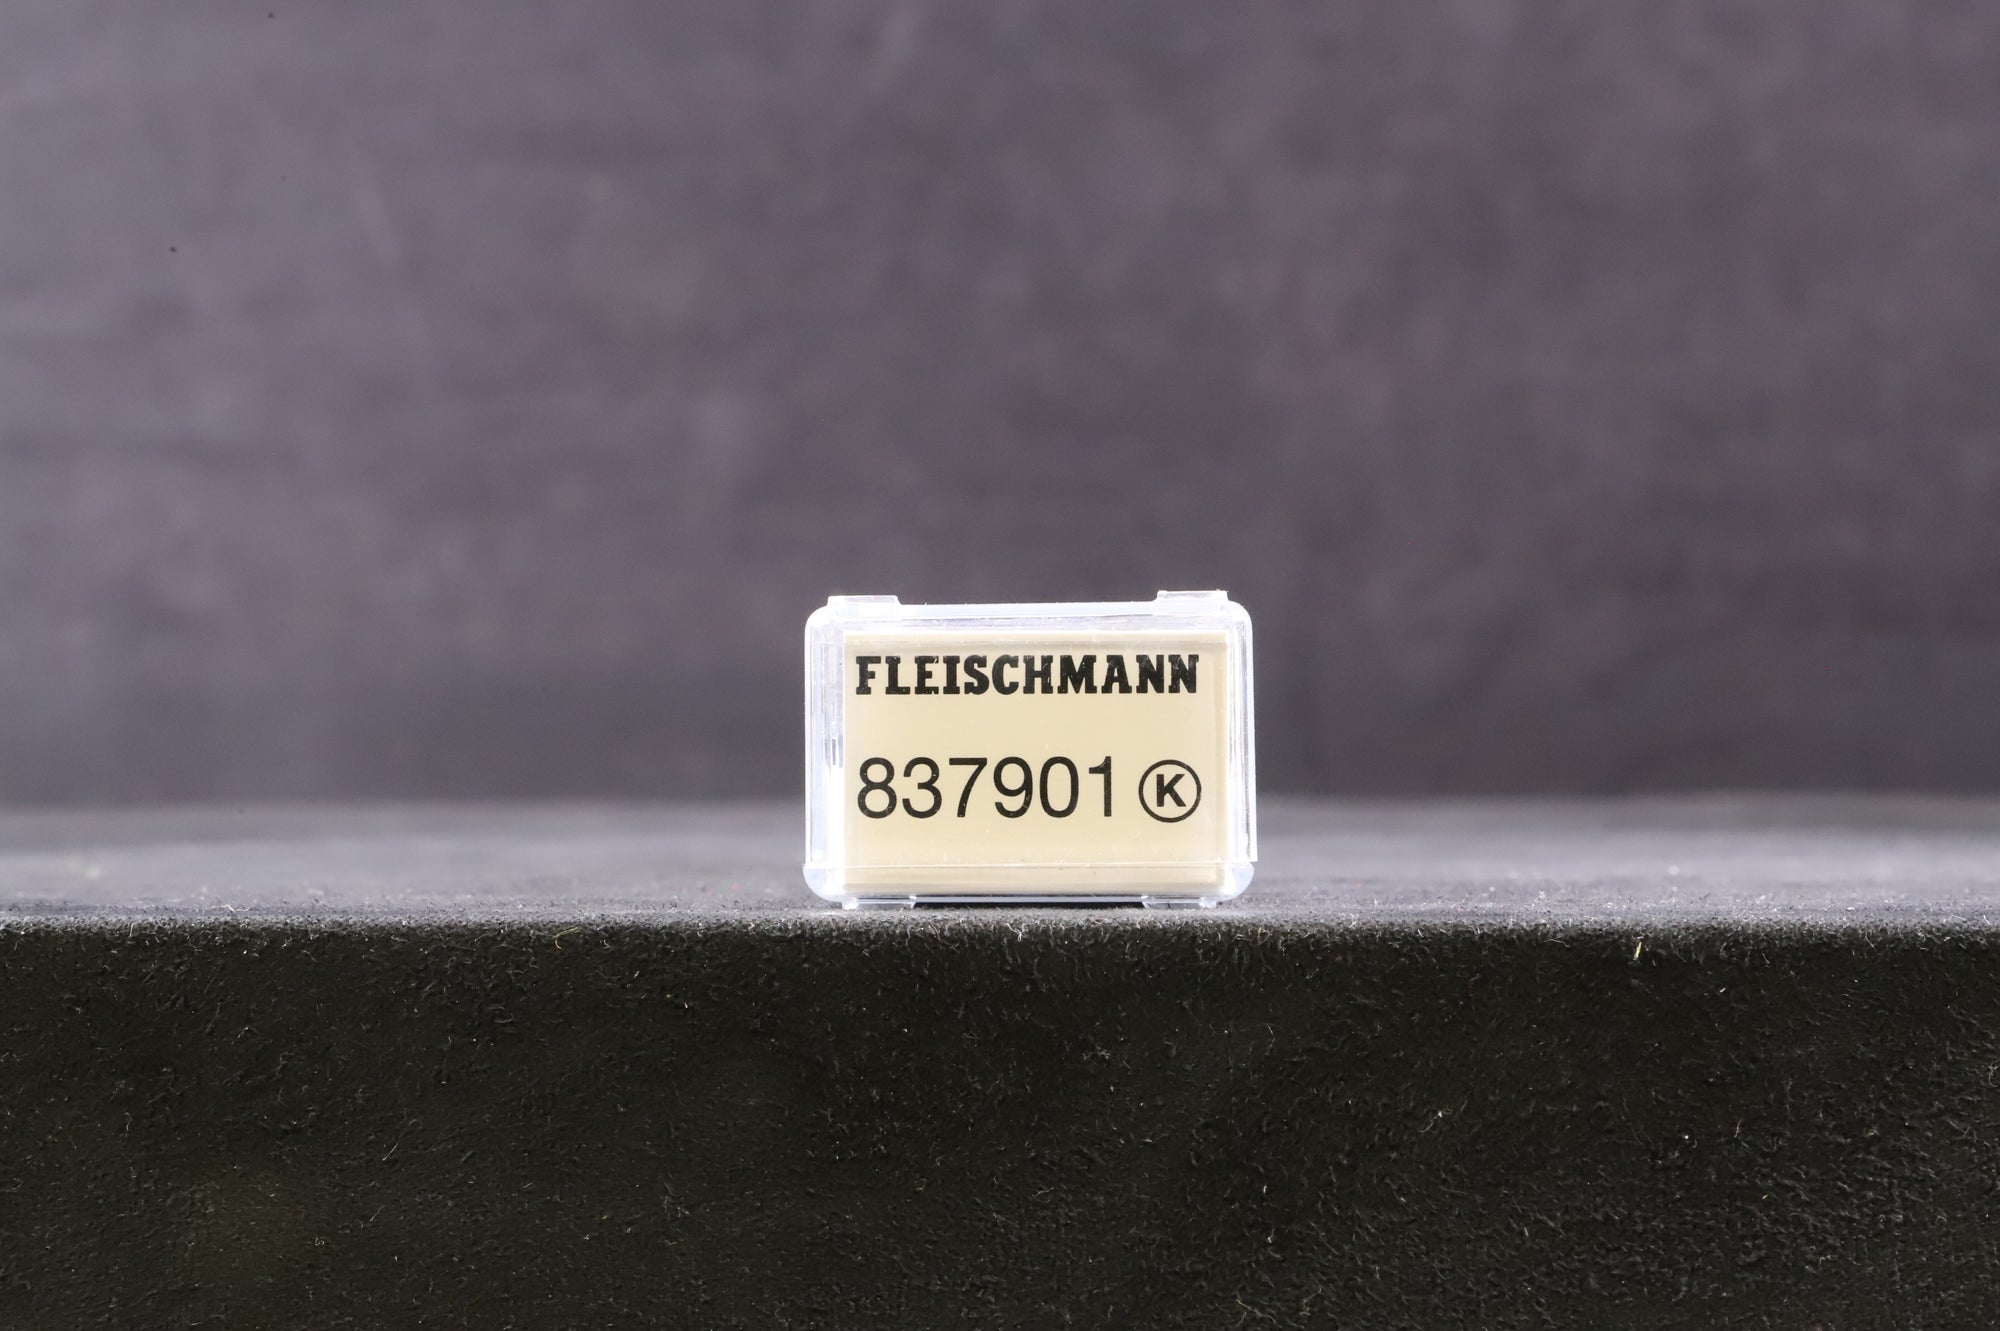 FLEISCHMANN
837901 Ⓚ